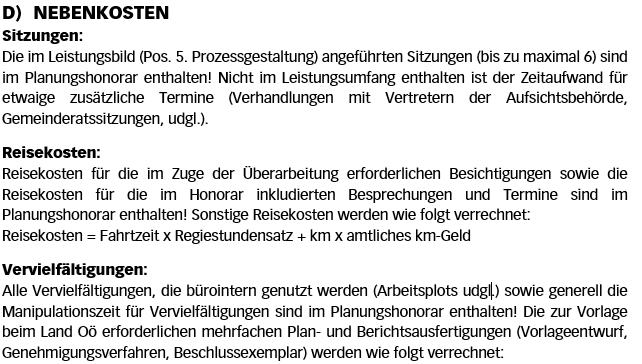 D) NEBENKOSTEN
Sitzungen:
Die im Leistungsbild (Pos. 5. Prozessgestaltung) angeführten Sitzungen (bis zu maximal 6) sind
im Planungshonorar enthalten! Nicht im Leistungsumfang enthalten ist der Zeitaufwand für
etwaige zusätzliche Termine (Verhandlungen mit Vertretern der Aufsichtsbehörde,
Gemeinderatssitzungen, udgl.).
Reisekosten:
Reisekosten für die im Zuge der Überarbeitung erforderlichen Besichtigungen sowie die
Reisekosten für die im Honorar inkludierten Besprechungen und Termine sind im
Planungshonorar enthalten! Sonstige Reisekosten werden wie folgt verrechnet:
Reisekosten = Fahrtzeit x Regiestundensatz + km x amtliches km-Geld
Vervielfältigungen:
Alle Vervielfältigungen, die bürointern genutzt werden (Arbeitsplots udgl.) sowie generell die
Manipulationszeit für Vervielfältigungen sind im Planungshonorar enthalten! Die zur Vorlage
beim Land Oö erforderlichen mehrfachen Plan- und Berichtsausfertigungen (Vorlageentwurf,
Genehmigungsverfahren, Beschlussexemplar) werden wie folgt verrechnet: